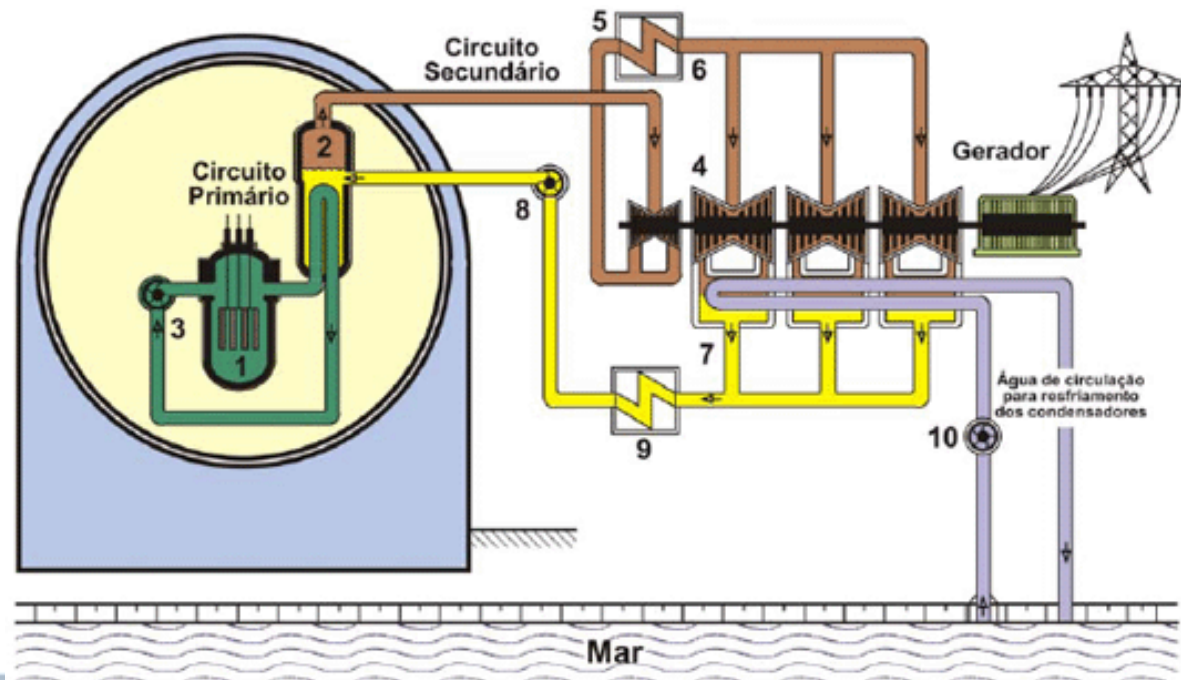 5
Circuito
Secundário
6
2
4
Gerador
Circuito
Primário
8
3
1
7
Água de circulação
para resfriamento
dos condensadores
9
10
Mar